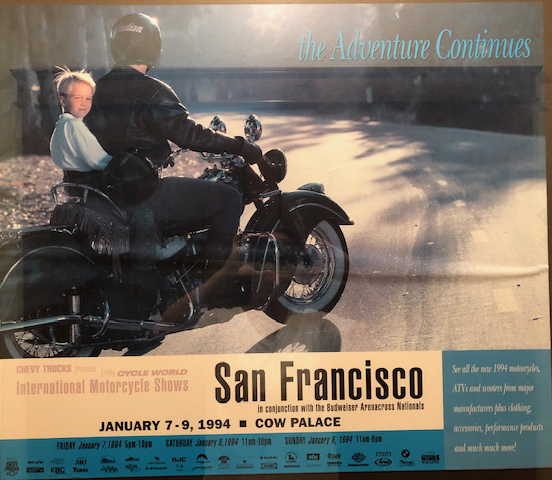 Indian
the Adventure Continues
CHEVY TRUCKS presents 1994 CYCLE WORLD
International Motorcycle Shows
San Francisco
in conjunction with the Budweiser Arenacross Nationals
JANUARY 7-9, 1994 ■ COW PALACE
FRIDAY January 7, 1994 5pm-10pm SATURDAY January 8, 1994 11am-10pm SUNDAY January 9, 1994 11am-6pm
HJC
See all the new 1994 motorcycles,
ATVs and scooters from major
manufacturers plus clothing,
accessories, performance products
and much much more!